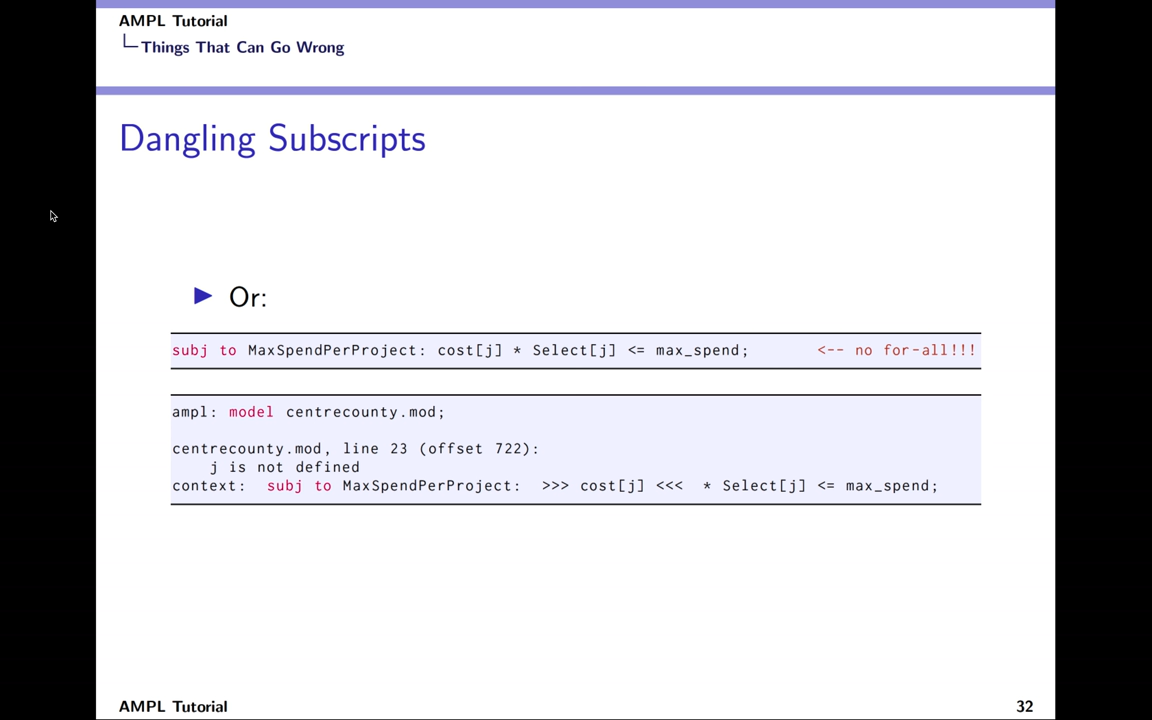 AMPL Tutorial
Things That Can Go Wrong
Dangling Subscripts
Or:
subj to MaxSpendPerProject: cost[j] * Select[j] <= max_spend; <-- no for-all!!!
ampl: model centrecounty.mod;
centrecounty.mod, line 23 (offset 722):
j is not defined
context: subj to MaxSpendPerProject: >>> cost[j] <<< * Select[j] <= max_spend;
AMPL Tutorial 32